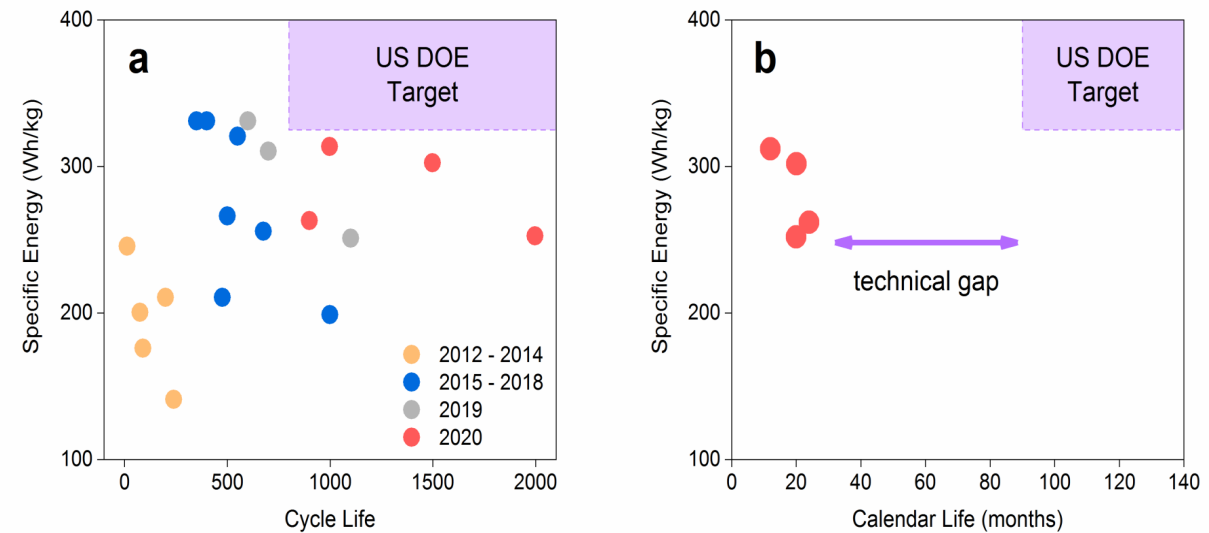 a
US DOE
Target
400
300
200
100
Specific Energy (Wh/kg)
2012 - 2014
2015 - 2018
2019
2020
0 500 1000 1500 2000
Cycle Life
b
US DOE
Target
400
300
200
100
Specific Energy (Wh/kg)
technical gap
0 20 40 60 80 100 120 140
Calendar Life (months)